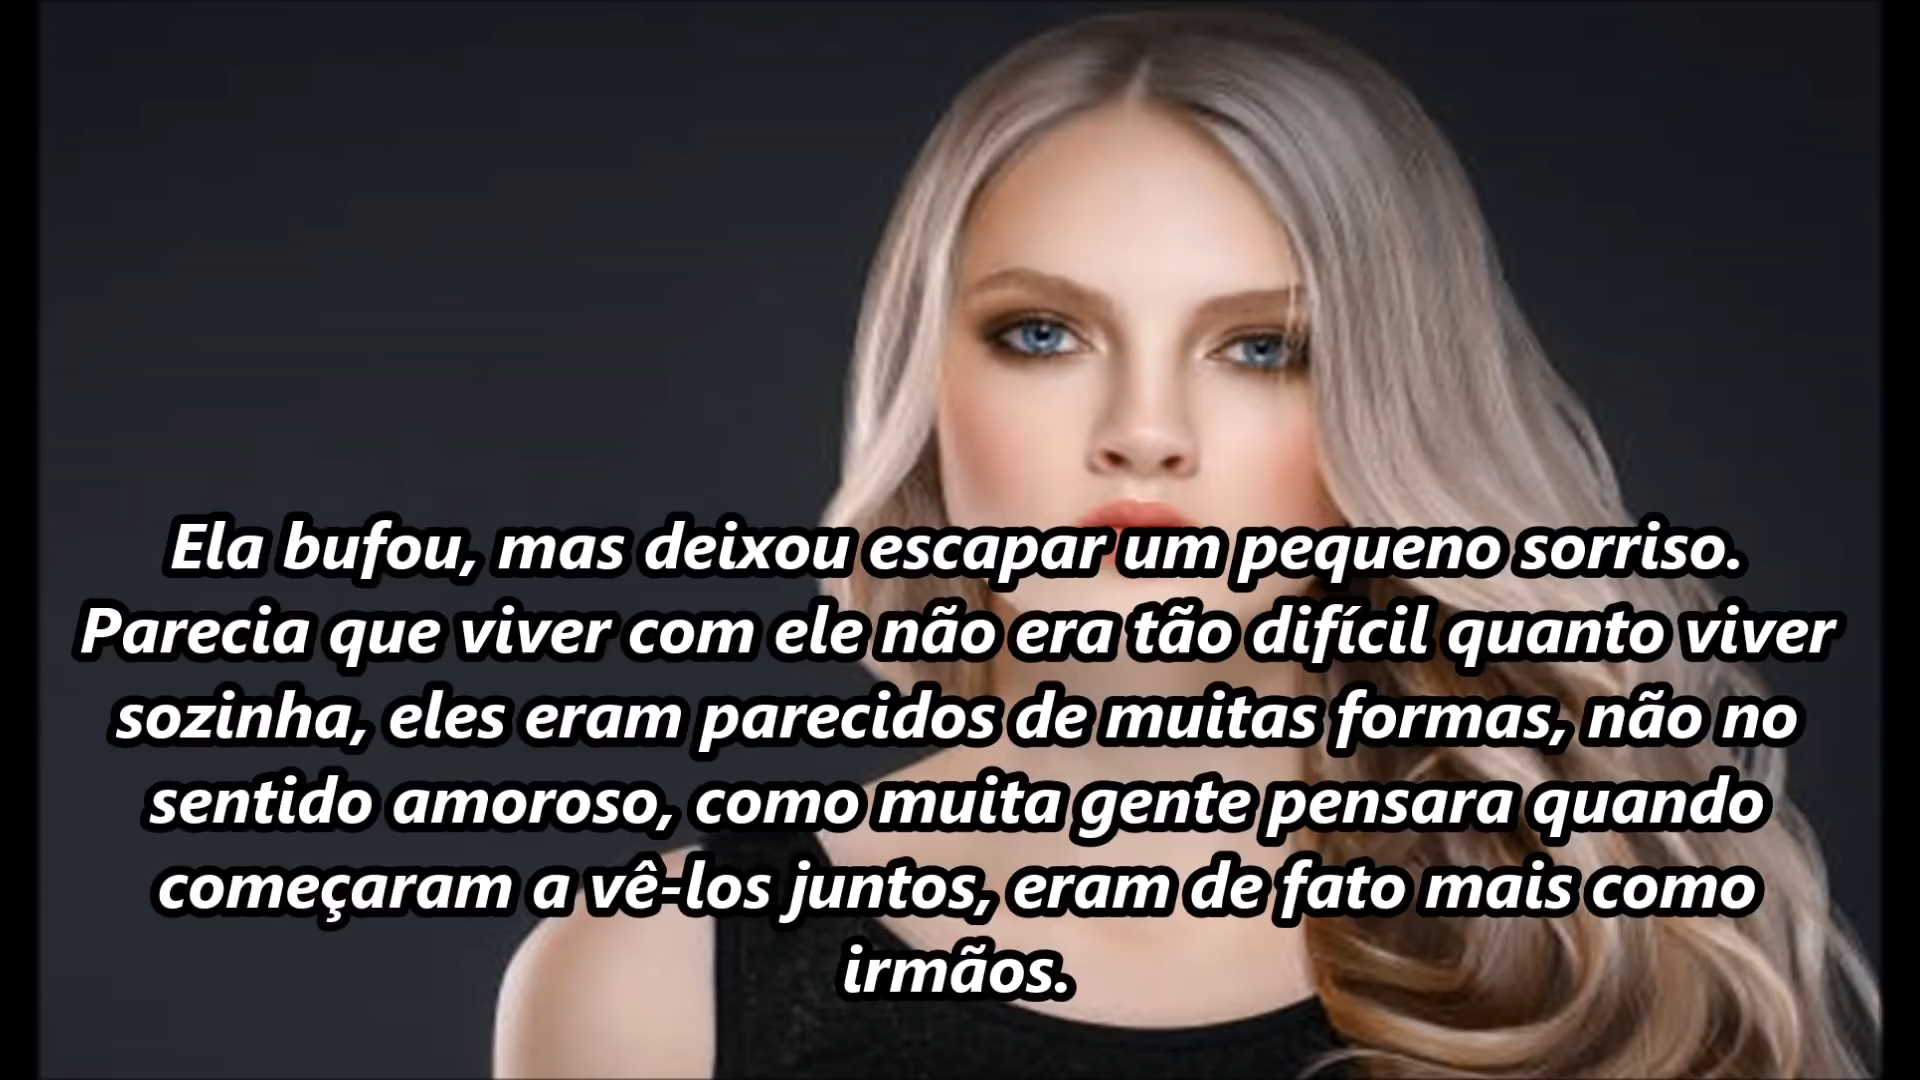 Ela bufou, mas deixou escapar um pequeno sorriso.
Parecia que viver com ele não era tão difícil quanto viver
sozinha, eles eram parecidos de muitas formas, não no
sentido amoroso, como muita gente pensara quando
começaram a vê-los juntos, eram de fato mais como
irmãos.